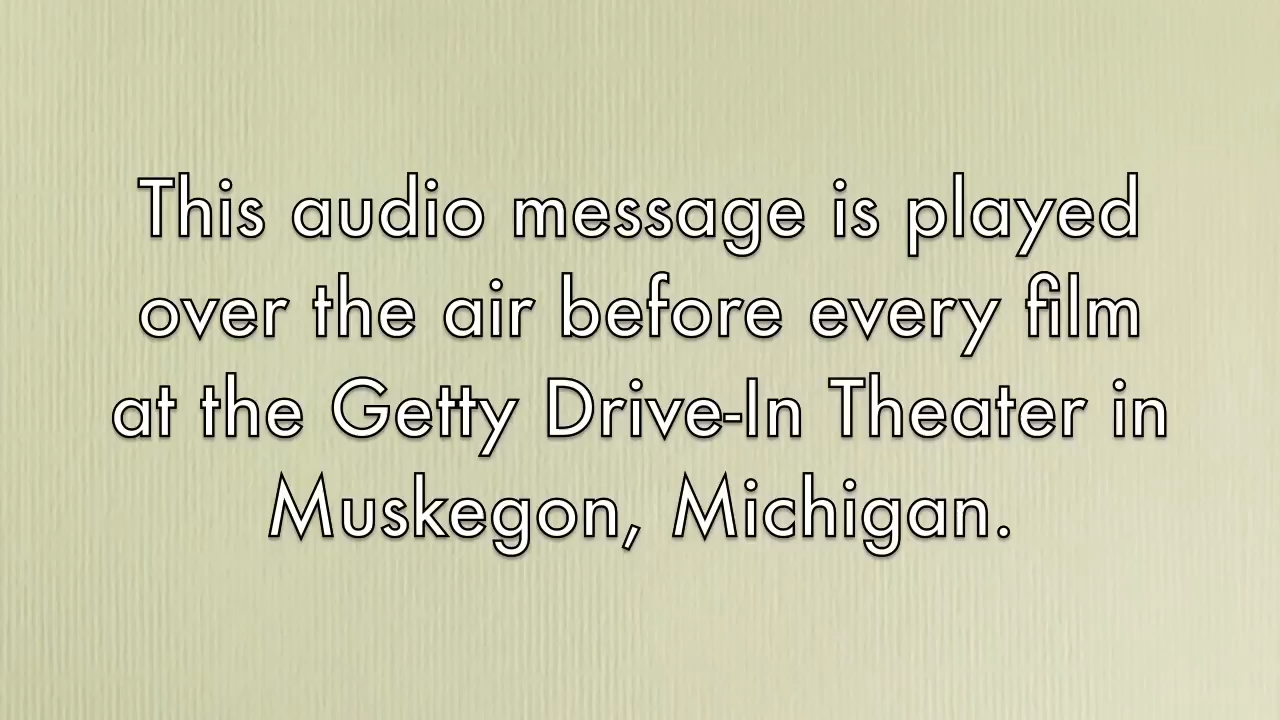 This audio message is played
over the air before every film
at the Getty Drive-In Theater in
Muskegon, Michigan.